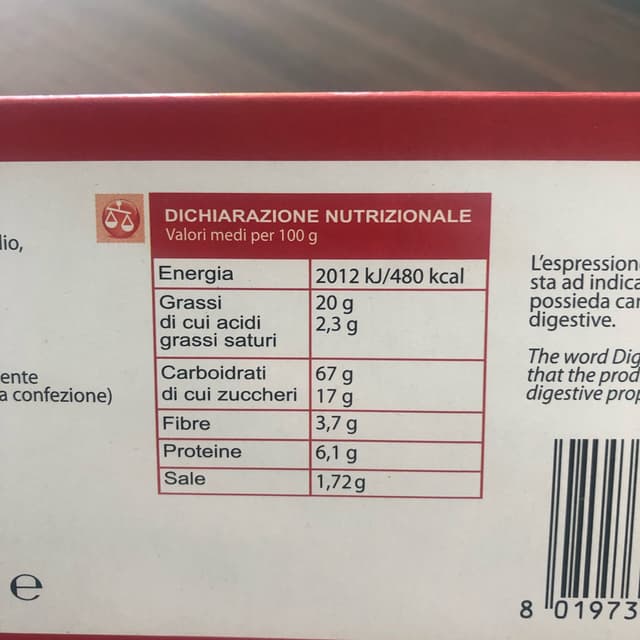 lio,
ente
a confezione)
DICHIARAZIONE NUTRIZIONALE
Valori medi per 100 g
Energia 2012 kJ/480 kcal
Grassi 20 g
di cui acidi 2,3 g
grassi saturi
Carboidrati 67 g
di cui zuccheri 17 g
Fibre 3,7 g
Proteine 6,1 g
Sale 1,72 g
L'espression
sta ad indica
possieda car
digestive.
The word Dig
that the prod
digestive prop
e
8 01973